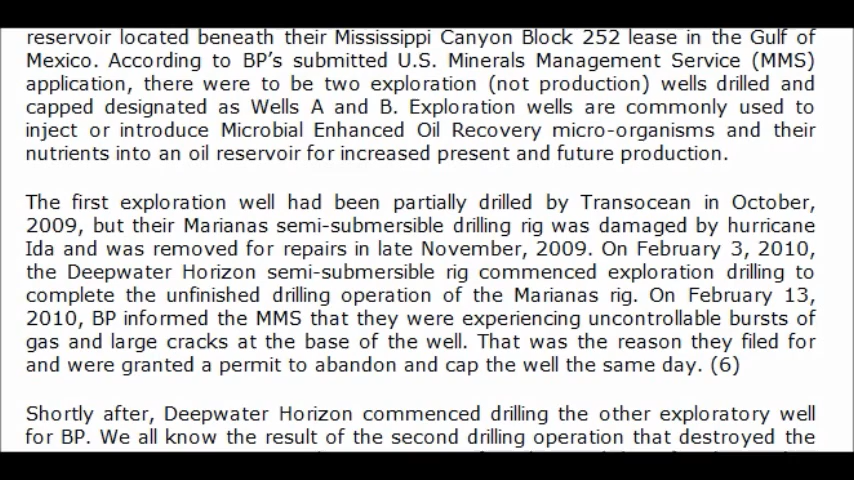 reservoir located beneath their Mississippi Canyon Block 252 lease in the Gulf of
Mexico. According to BP's submitted U.S. Minerals Management Service (MMS)
application, there were to be two exploration (not production) wells drilled and
capped designated as Wells A and B. Exploration wells are commonly used to
inject or introduce Microbial Enhanced Oil Recovery micro-organisms and their
nutrients into an oil reservoir for increased present and future production.
The first exploration well had been partially drilled by Transocean in October,
2009, but their Marianas semi-submersible drilling rig was damaged by hurricane
Ida and was removed for repairs in late November, 2009. On February 3, 2010,
the Deepwater Horizon semi-submersible rig commenced exploration drilling to
complete the unfinished drilling operation of the Marianas rig. On February 13,
2010, BP informed the MMS that they were experiencing uncontrollable bursts of
gas and large cracks at the base of the well. That was the reason they filed for
and were granted a permit to abandon and cap the well the same day. (6)
Shortly after, Deepwater Horizon commenced drilling the other exploratory well
for BP. We all know the result of the second drilling operation that destroyed the